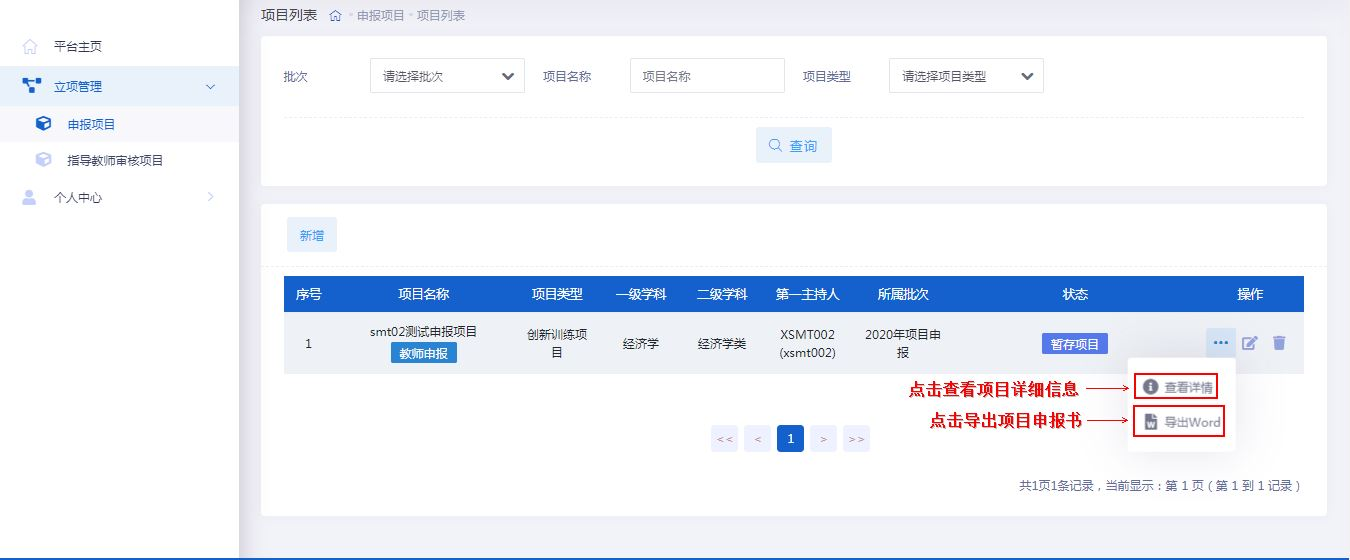 项目列表 申报项目 项目列表
平台主页
立项管理
申报项目
指导教师审核项目
个人中心
批次 请选择批次 项目名称 项目名称 项目类型 请选择项目类型
查询
新增
序号 项目名称 项目类型 一级学科 二级学科 第一主持人 所属批次 状态 操作
1 smt02测试申报项目 教师申报 创新训练项目 经济学 经济学类 XSMT002 (xsmt002) 2020年项目申报 暂存项目
点击查看项目详细信息 查看详情
点击导出项目申报书 导出Word
<< < 1 > >>
共1页1条记录，当前显示：第 1 页（第 1 到 1 记录）